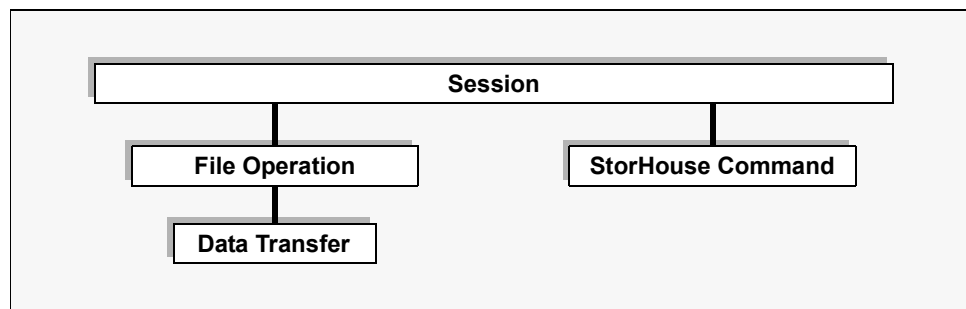 Session
File Operation
StorHouse Command
Data Transfer